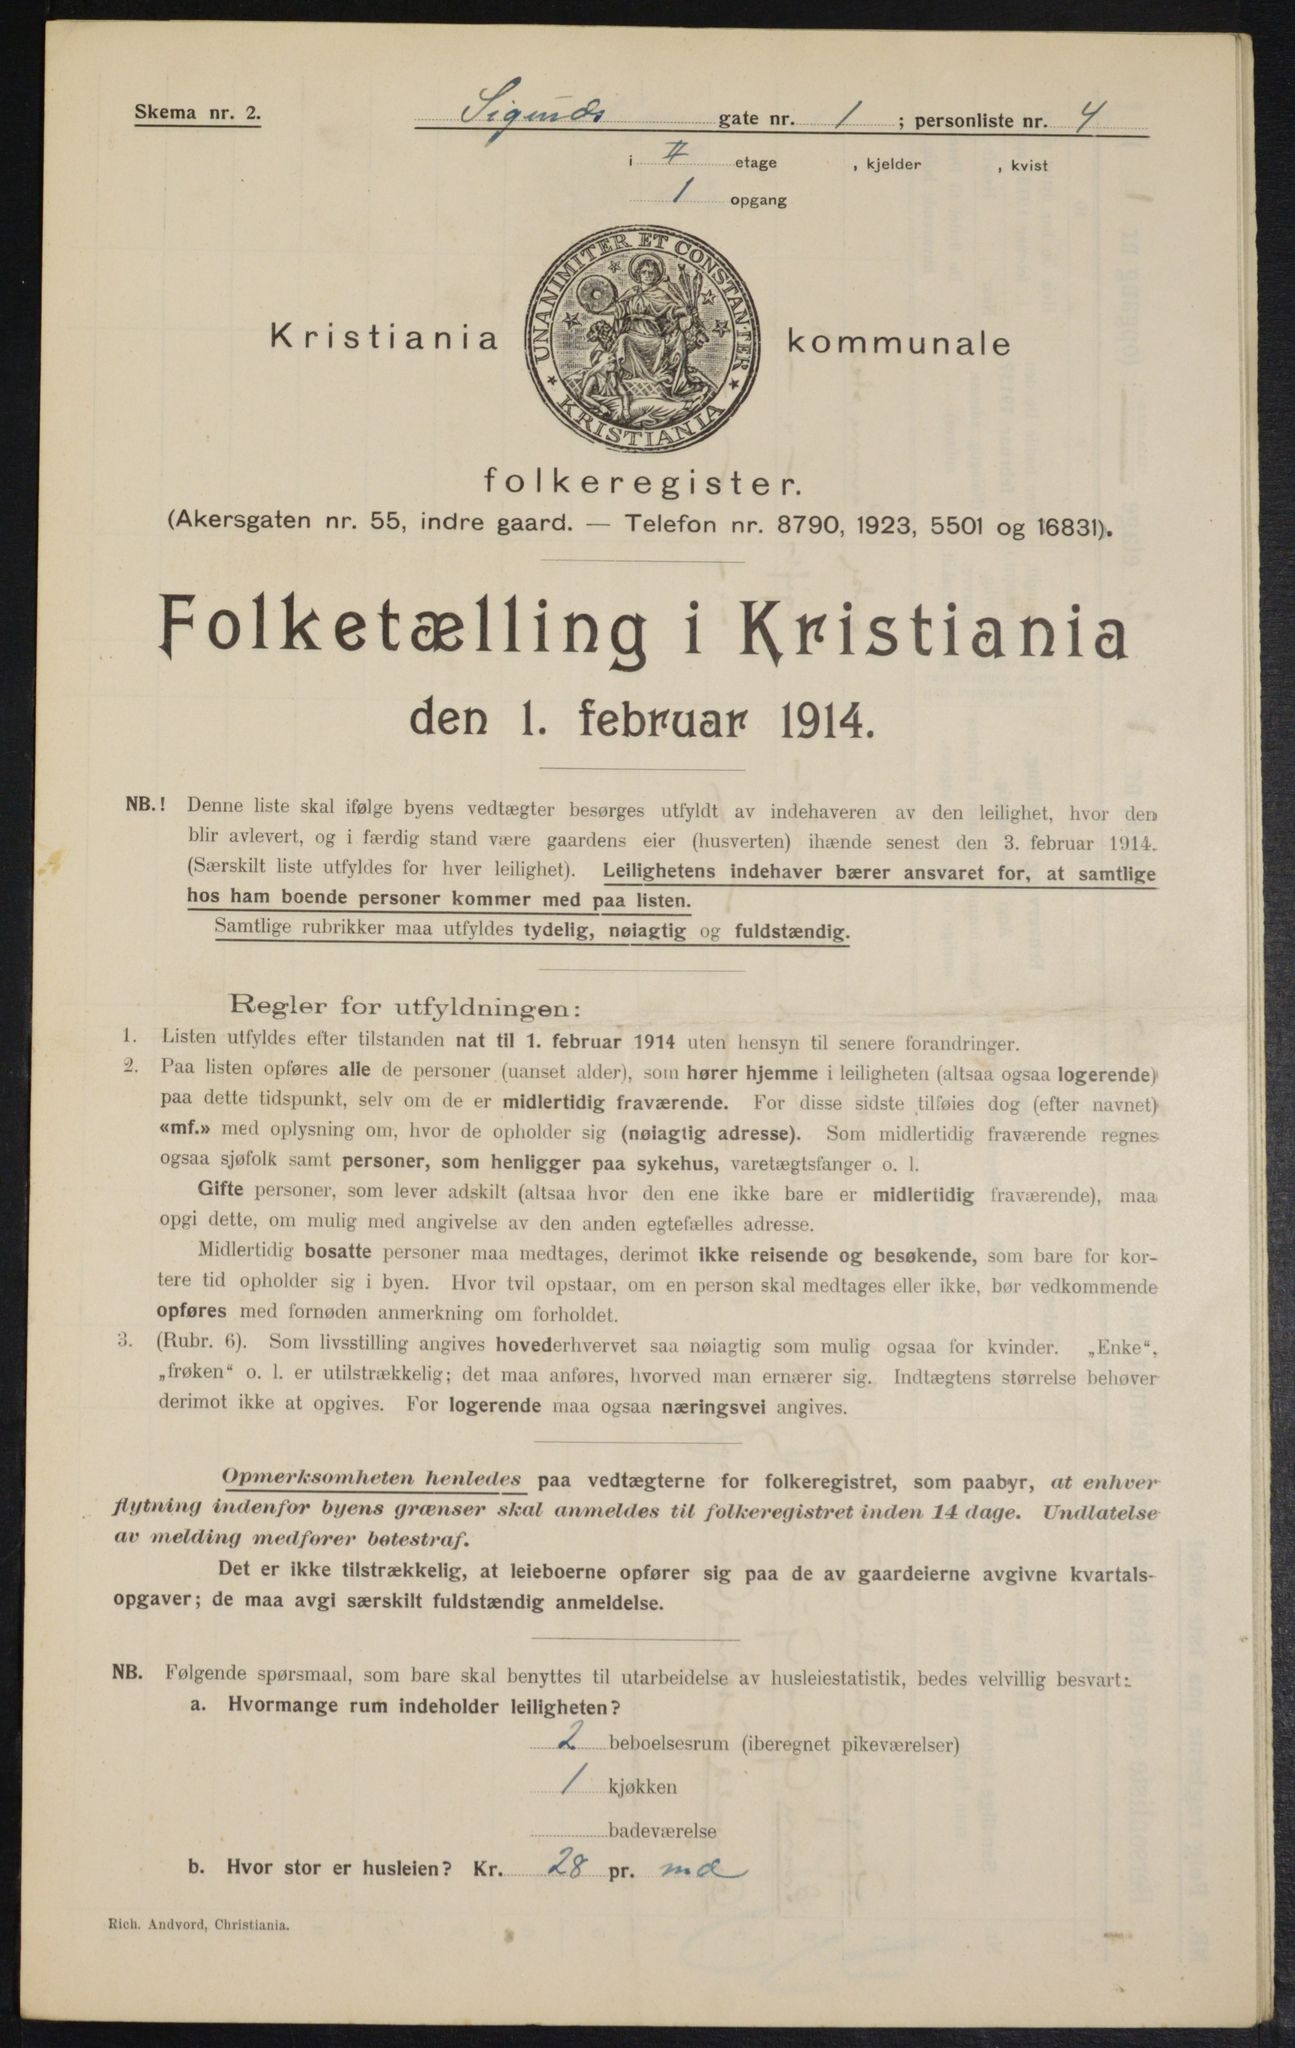 Skema nr. 2.
Sigurds gate nr. 1 ; personliste nr. 4
i II etage , kjelder , kvist
1 opgang
UNANIMITER ET CONSTANTER
KRISTIANIA
Kristiania kommunale
folkeregister.
(Akersgaten nr. 55, indre gaard. — Telefon nr. 8790, 1923, 5501 og 16831).
Folketælling i Kristiania
den 1. februar 1914.
NB.! Denne liste skal ifølge byens vedtægter besørges utfyldt av indehaveren av den leilighet, hvor den
blir avlevert, og i færdig stand være gaardens eier (husverten) ihænde senest den 3. februar 1914.
(Særskilt liste utfyldes for hver leilighet). Leilighetens indehaver bærer ansvaret for, at samtlige
hos ham boende personer kommer med paa listen.
Samtlige rubrikker maa utfyldes tydelig, nøiagtig og fuldstændig.
Regler for utfyldningen:
1. Listen utfyldes efter tilstanden nat til 1. februar 1914 uten hensyn til senere forandringer.
2. Paa listen opføres alle de personer (uanset alder), som hører hjemme i leiligheten (altsaa ogsaa logerende)
paa dette tidspunkt, selv om de er midlertidig fraværende. For disse sidste tilføies dog (efter navnet)
«mf.» med oplysning om, hvor de opholder sig (nøiagtig adresse). Som midlertidig fraværende regnes
ogsaa sjøfolk samt personer, som henligger paa sykehus, varetægtsfanger o. l.
Gifte personer, som lever adskilt (altsaa hvor den ene ikke bare er midlertidig fraværende), maa
opgi dette, om mulig med angivelse av den anden egtefælles adresse.
Midlertidig bosatte personer maa medtages, derimot ikke reisende og besøkende, som bare for kor-
tere tid opholder sig i byen. Hvor tvil opstaar, om en person skal medtages eller ikke, bør vedkommende
opføres med fornøden anmerkning om forholdet.
3. (Rubr. 6). Som livsstilling angives hovederhvervet saa nøiagtig som mulig ogsaa for kvinder. „Enke“,
„frøken“ o. l. er utilstrækkelig; det maa anføres, hvorved man ernærer sig. Indtægtens størrelse behøver
derimot ikke at opgives. For logerende maa ogsaa næringsvei angives.
Opmerksomheten henledes paa vedtægterne for folkeregistret, som paabyr, at enhver
flytning indenfor byens grænser skal anmeldes til folkeregistret inden 14 dage. Undlatelse
av melding medfører bøtestraf.
Det er ikke tilstrækkelig, at leieboerne opfører sig paa de av gaardeierne avgivne kvartals-
opgaver; de maa avgi særskilt fuldstændig anmeldelse.
NB. Følgende spørsmaal, som bare skal benyttes til utarbeidelse av husleiestatistik, bedes velvillig besvart:
a. Hvormange rum indeholder leiligheten?
2 beboelsesrum (iberegnet pikeværelser)
1 kjøkken
badeværelse
b. Hvor stor er husleien? Kr. 28 pr. md
Rich. Andvord, Christiania.